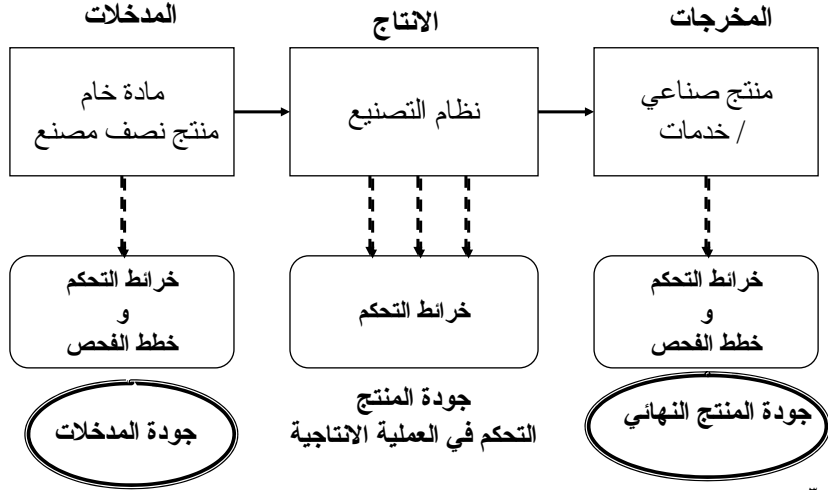 المدخلات
الانتاج
المخرجات
مادة خام
منتج نصف مصنع
نظام التصنيع
منتج صناعي
/ خدمات
خرائط التحكم
و
خطط الفحص
خرائط التحكم
خرائط التحكم
و
خطط الفحص
جودة المدخلات
جودة المنتج
التحكم في العملية الانتاجية
جودة المنتج النهائي